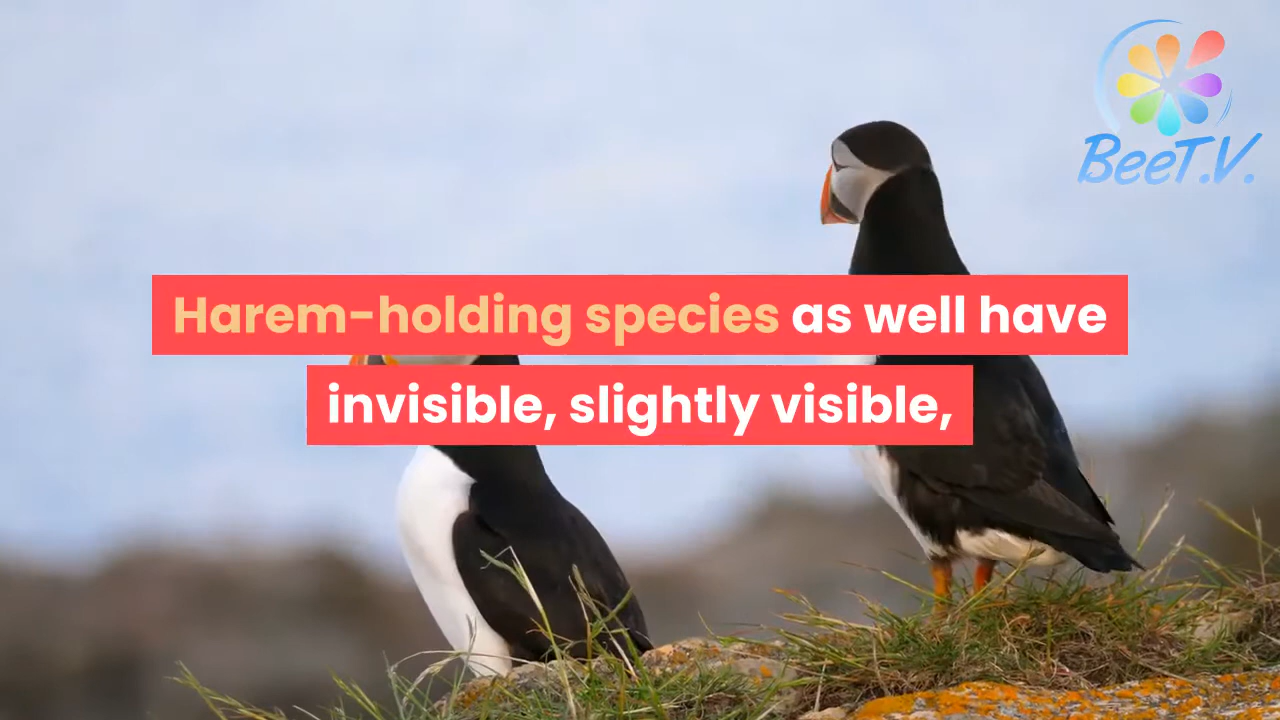 BeeT.V.
Harem-holding species as well have
invisible, slightly visible,